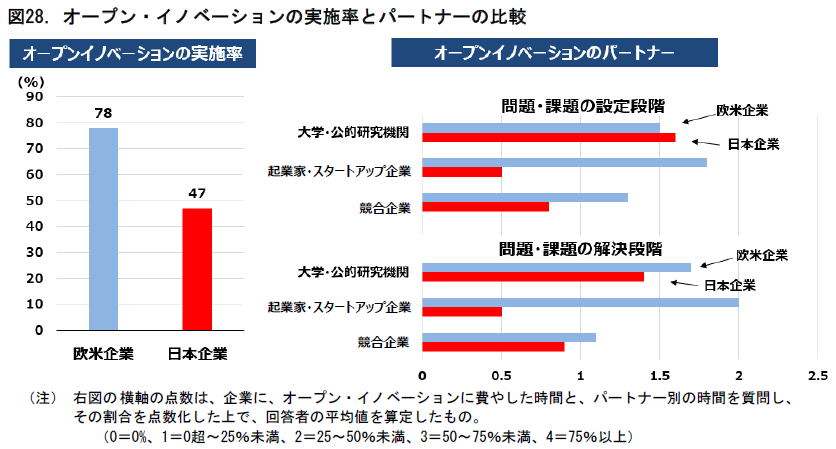 図28．オープン・イノベーションの実施率とパートナーの比較
オープンイノベーションの実施率
(%)
90
80
70
60
50
40
30
20
10
0
78
47
欧米企業
日本企業
オープンイノベーションのパートナー
問題・課題の設定段階
欧米企業
大学・公的研究機関
日本企業
起業家・スタートアップ企業
競合企業
問題・課題の解決段階
欧米企業
大学・公的研究機関
日本企業
起業家・スタートアップ企業
競合企業
0
0.5
1
1.5
2
2.5
（注） 右図の横軸の点数は、企業に、オープン・イノベーションに費やした時間と、パートナー別の時間を質問し、
その割合を点数化した上で、回答者の平均値を算定したもの。
（0＝0％、1＝0超～25％未満、2＝25～50％未満、3＝50～75％未満、4＝75％以上）